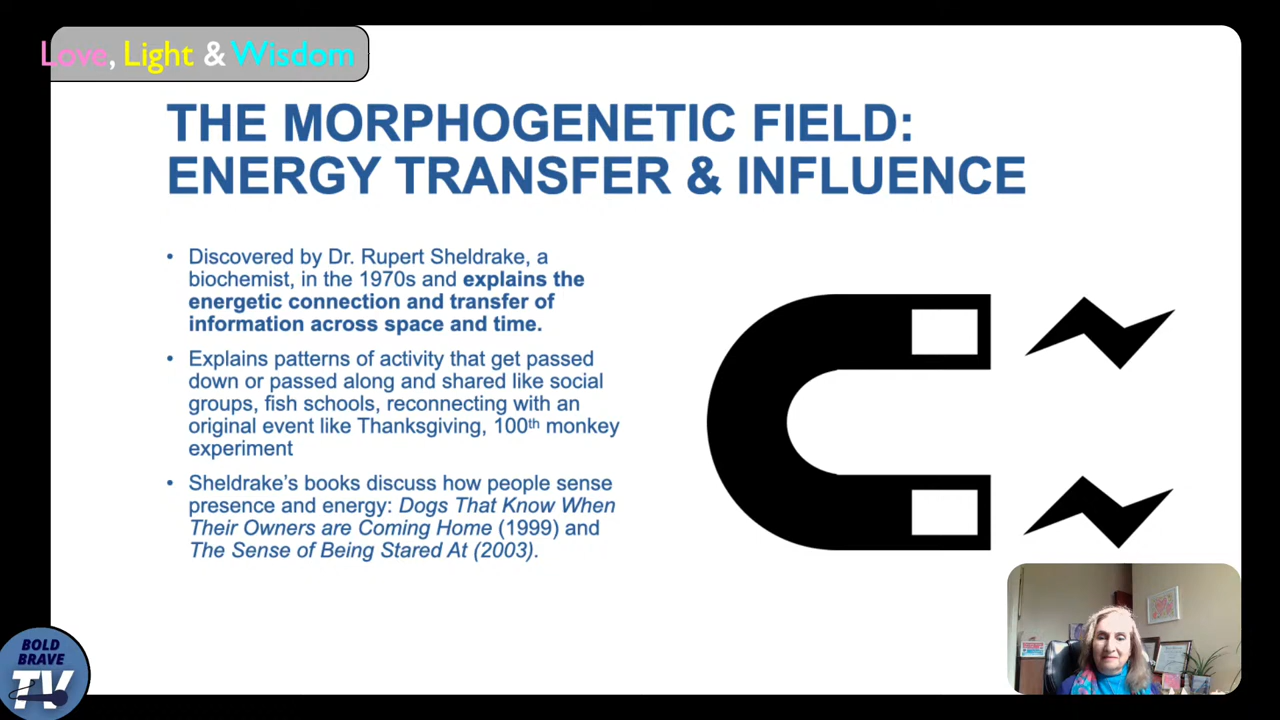 Love, Light & Wisdom
THE MORPHOGENETIC FIELD:
ENERGY TRANSFER & INFLUENCE
• Discovered by Dr. Rupert Sheldrake, a
biochemist, in the 1970s and explains the
energetic connection and transfer of
information across space and time.
• Explains patterns of activity that get passed
down or passed along and shared like social
groups, fish schools, reconnecting with an
original event like Thanksgiving, 100th monkey
experiment
• Sheldrake's books discuss how people sense
presence and energy: Dogs That Know When
Their Owners are Coming Home (1999) and
The Sense of Being Stared At (2003).
BOLD
BRAVE
TV